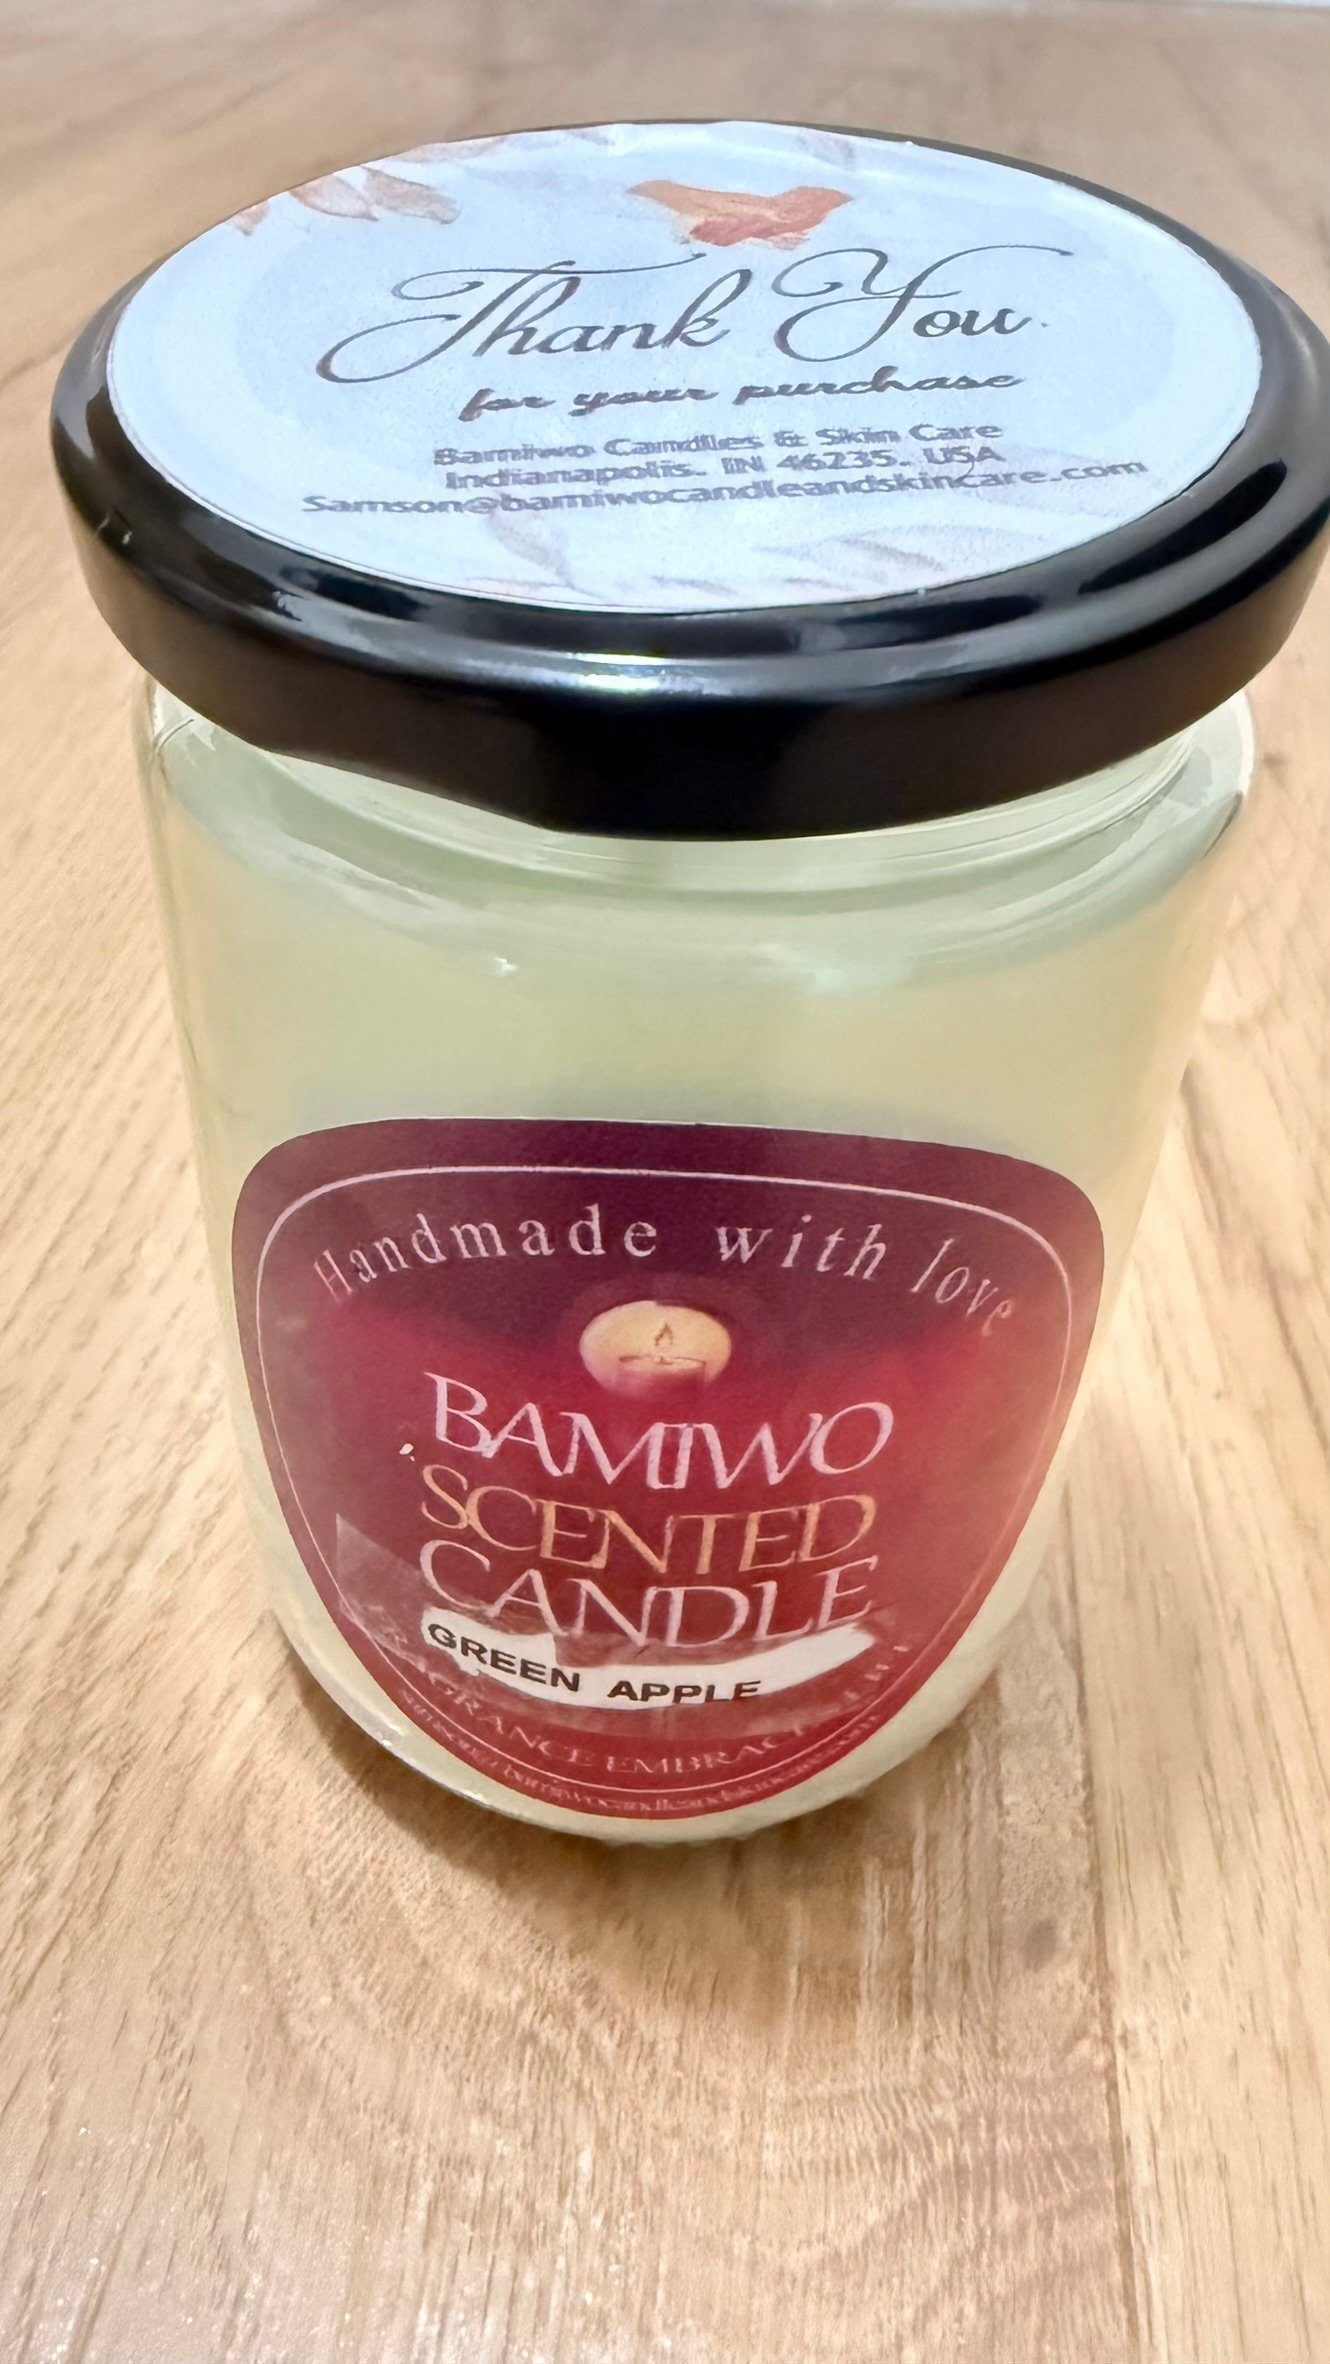 Thank You
for your purchase
Bamiwo Candles & Skin Care
Indianapolis. IN 46235. USA
Samson@bamiwocandleandskincare.com
Handmade with love
BAMIWO
SCENTED
CANDLE
GREEN APPLE
EMBRACE